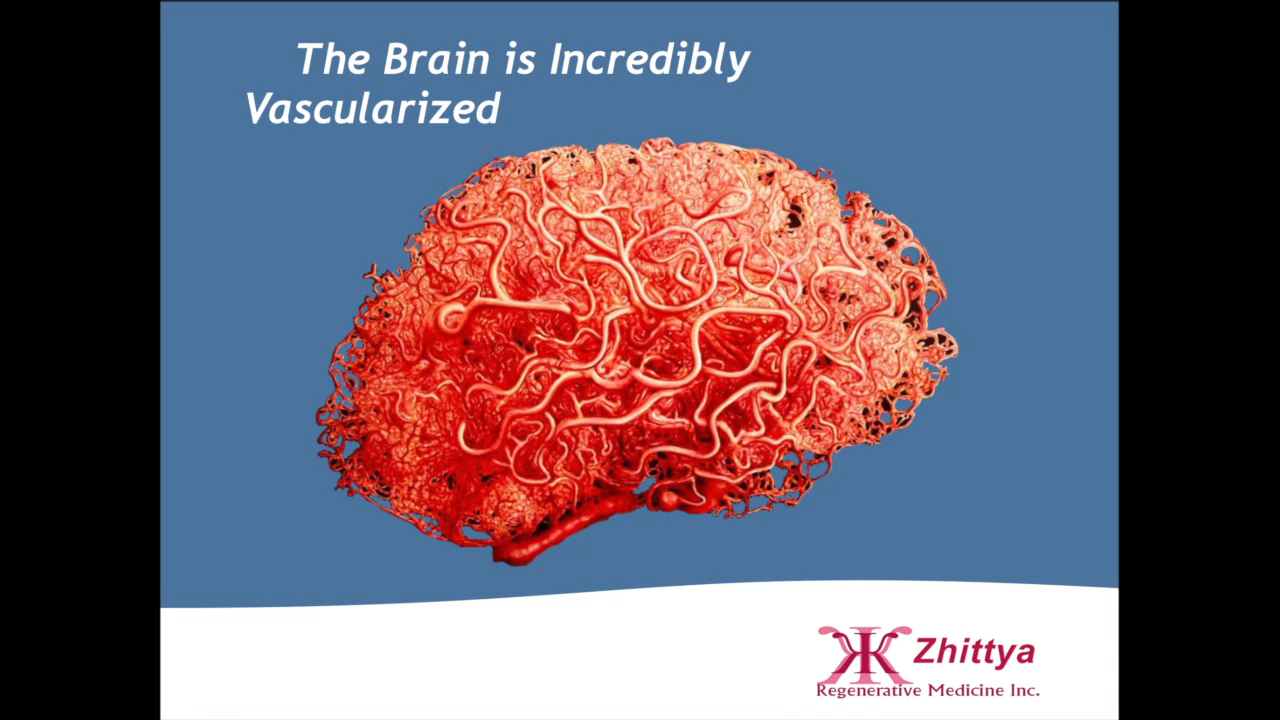 The Brain is Incredibly
Vascularized
Zhittya
Regenerative Medicine Inc.